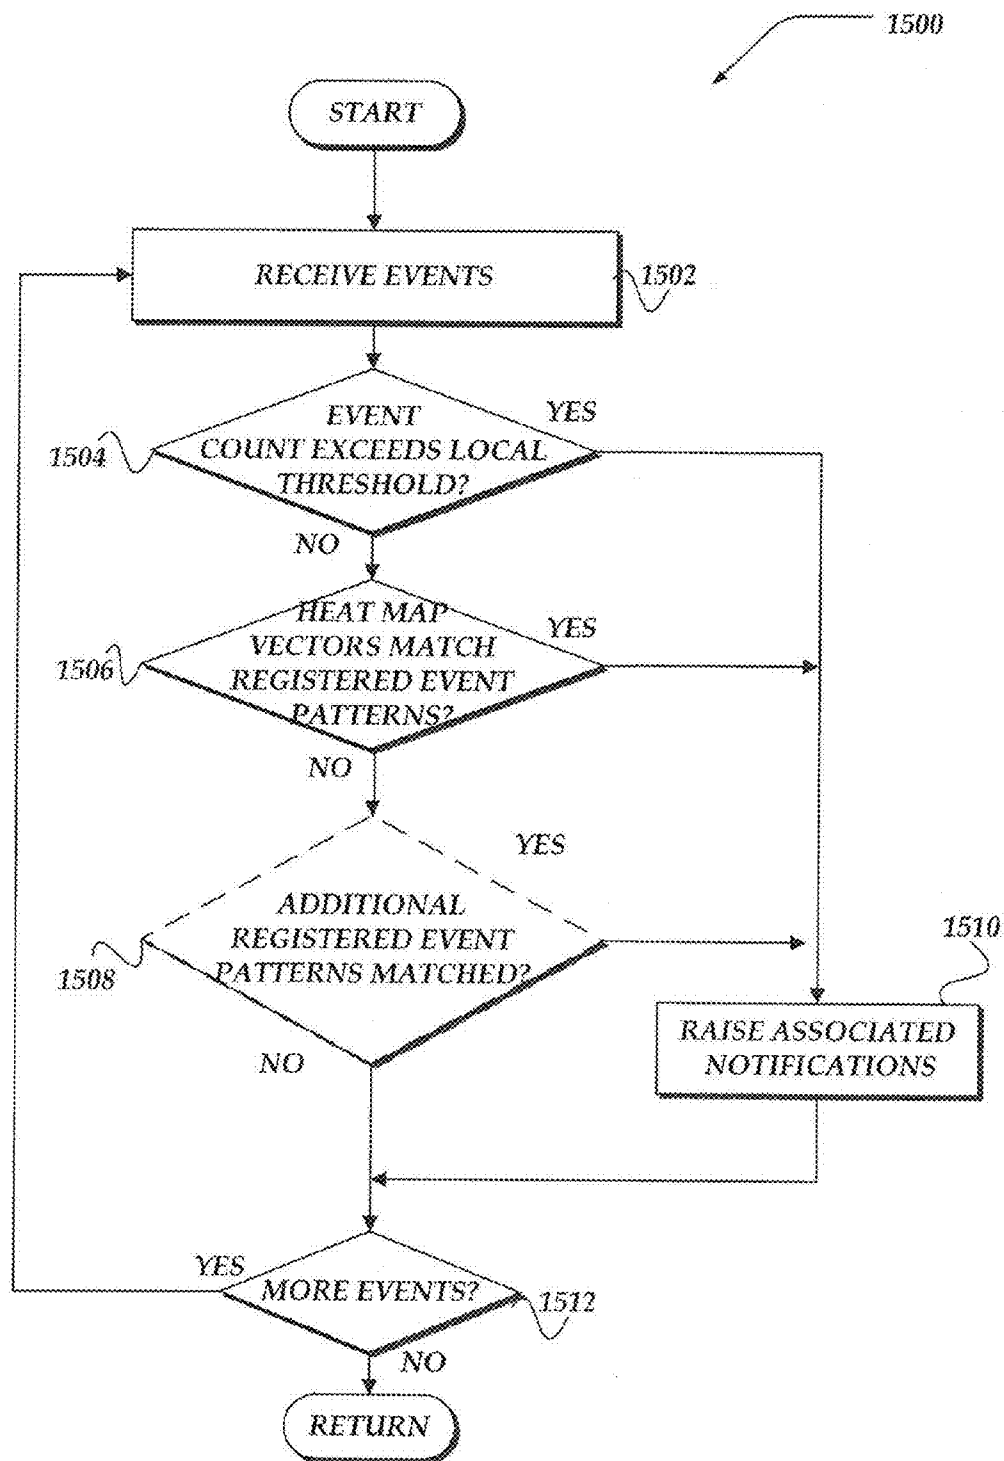 1500
START
RECEIVE EVENTS
1502
EVENT
COUNT EXCEEDS LOCAL
THRESHOLD?
YES
1504
NO
HEAT MAP
VECTORS MATCH
REGISTERED EVENT
PATTERNS?
YES
1506
NO
YES
ADDITIONAL
REGISTERED EVENT
PATTERNS MATCHED?
1508
NO
1510
RAISE ASSOCIATED
NOTIFICATIONS
YES
MORE EVENTS?
1512
NO
RETURN